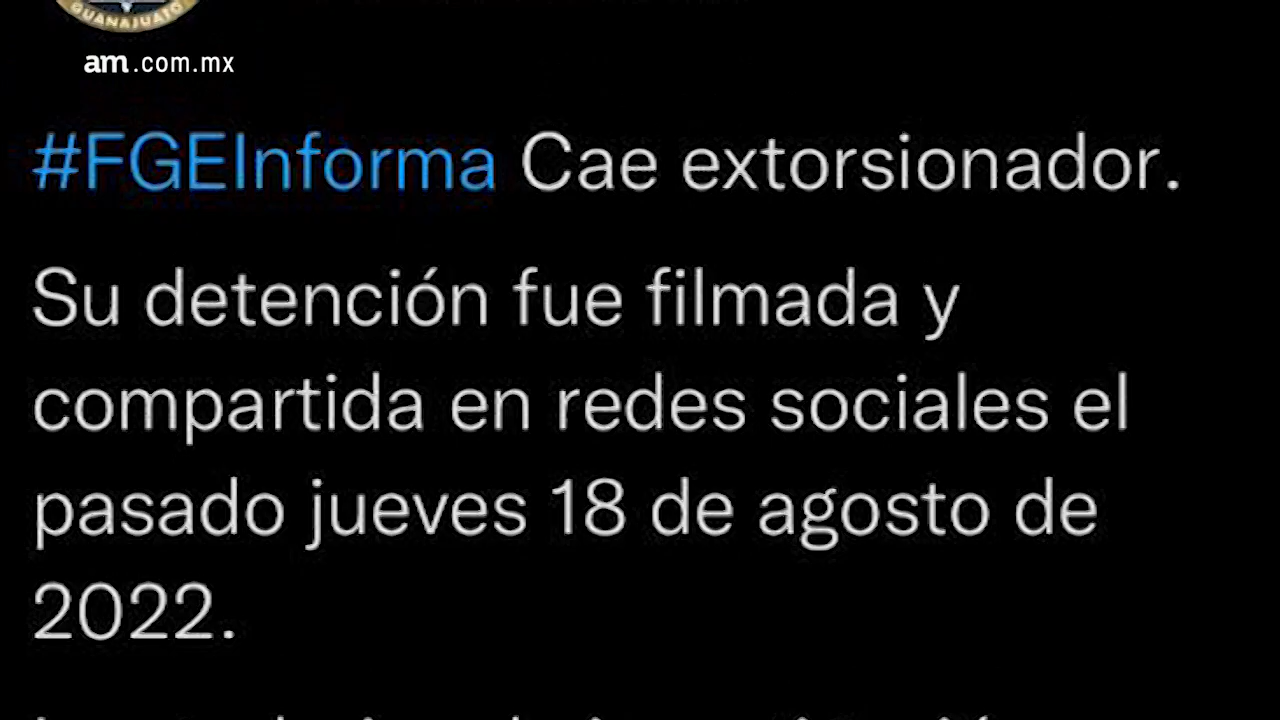 GUANAJUATO
am.com.mx
#FGEInforma Cae extorsionador.
Su detención fue filmada y
compartida en redes sociales el
pasado jueves 18 de agosto de
2022.